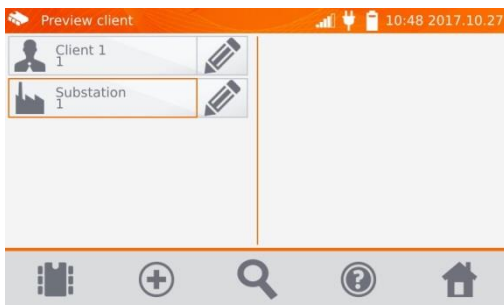 Preview client
10:48 2017.10.27
Client 1
1
Substation
1